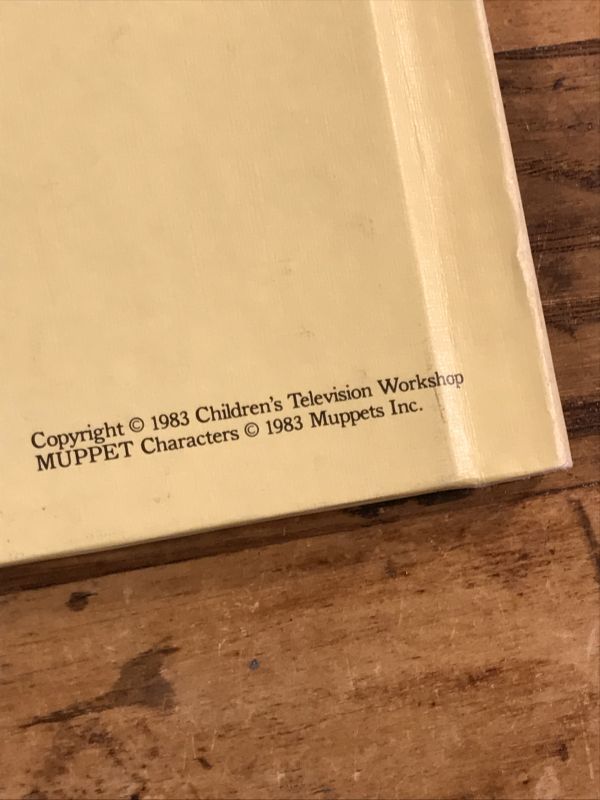 Copyright © 1983 Children's Television Workshop
MUPPET Characters © 1983 Muppets Inc.